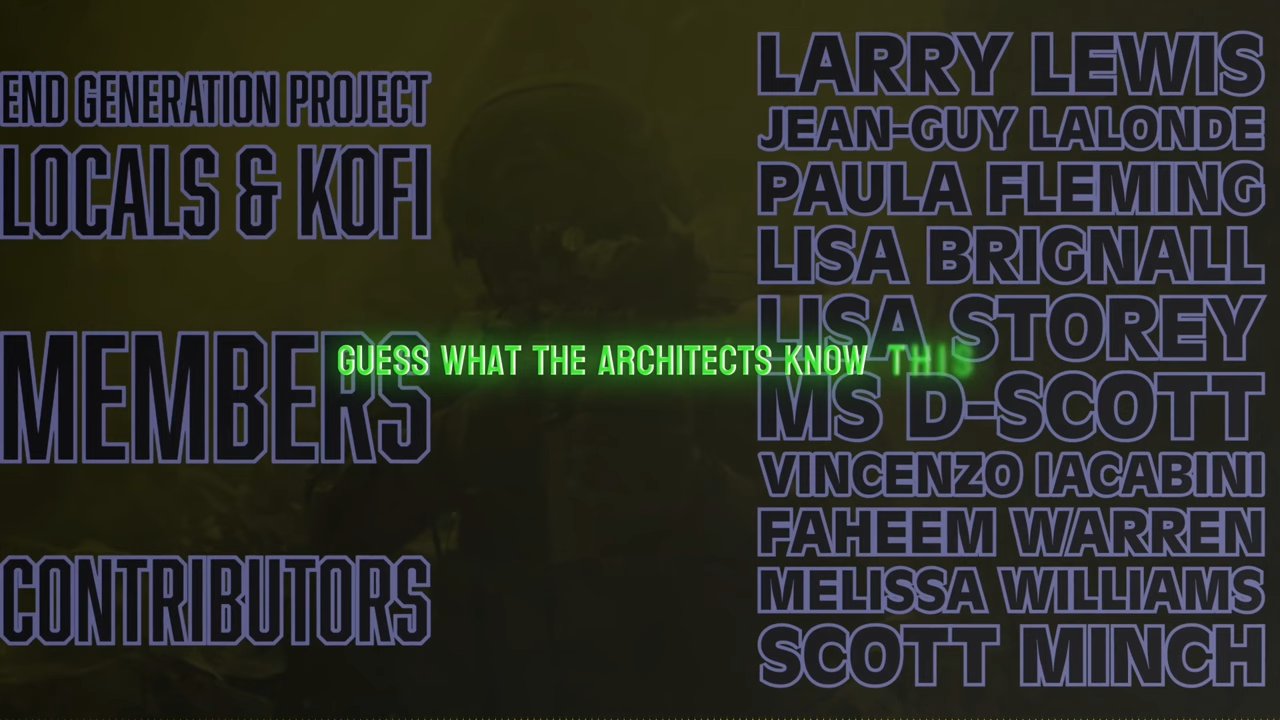 END GENERATION PROJECT
LOCALS & KOFI
MEMBERS
CONTRIBUTORS
GUESS WHAT THE ARCHITECTS KNOW THIS
LARRY LEWIS
JEAN-GUY LALONDE
PAULA FLEMING
LISA BRIGNALL
LISA STOREY
MS D-SCOTT
VINCENZO IACABINI
FAHEEM WARREN
MELISSA WILLIAMS
SCOTT MINCH